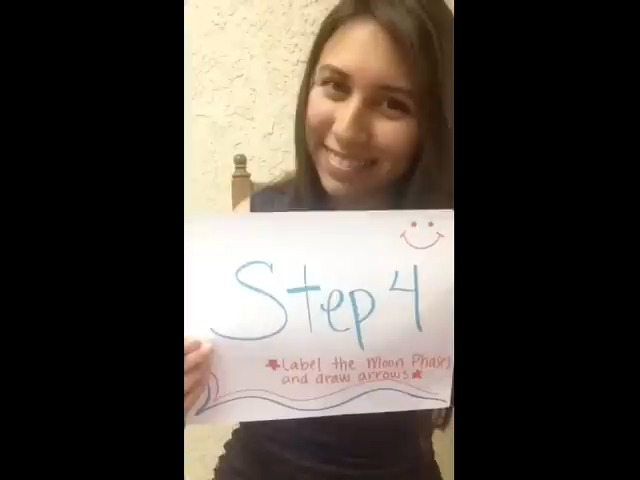 Step 4
Label the Moon Phases
and draw arrows